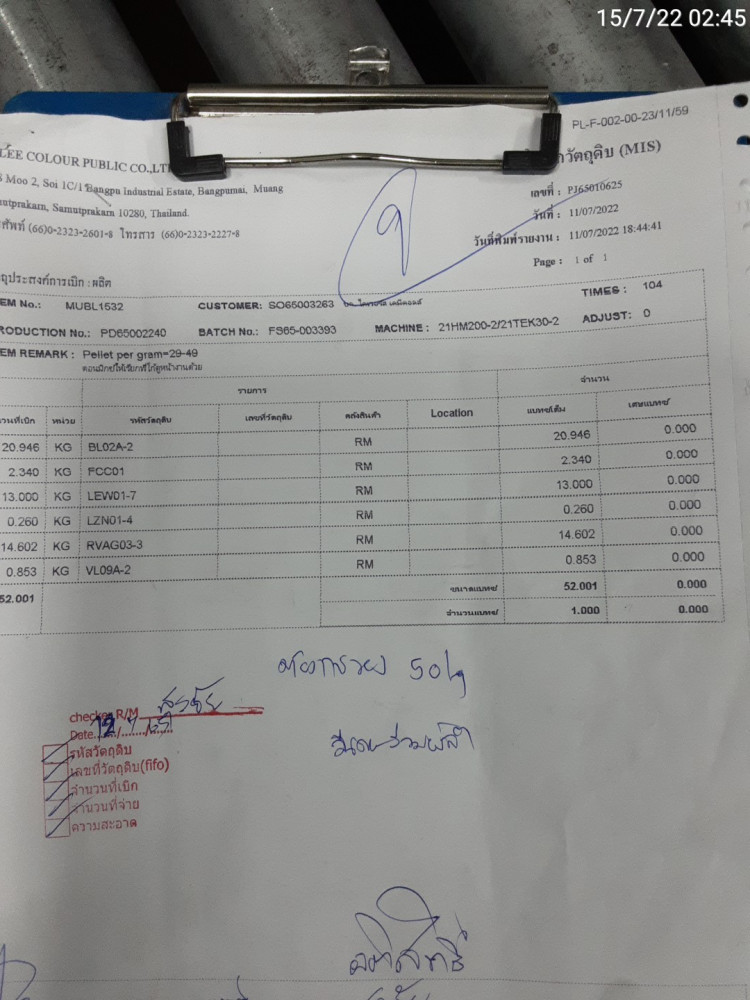 15/7/22 02:45
PL-F-002-00-23/11/59
LEE COLOUR PUBLIC CO.,LT
วัตถุดิบ (MIS)
Moo 2, Soi 1C/1 Bangpu Industrial Estate, Bangpumai, Muang
เลขที่ : PJ65010625
utprakarn, Samutprakarn 10280, Thailand.
วันที่ : 11/07/2022
ศัพท์ (66)0-2323-2601-8 โทรสาร (66)0-2323-2227-8
วันที่พิมพ์รายงาน : 11/07/2022 18:44:41
Page : 1 of 1
ถุประสงค์การเบิก : ผลิต
EM No.: MUBL1532 CUSTOMER: SO65003263 TIMES : 104
RODUCTION No.: PD65002240 BATCH No.: FS65-003393 MACHINE : 21HM200-2/21TEK30-2 ADJUST: 0
EM REMARK : Pellet per gram=29-49
รายการ จำนวน
วนที่เบิก หน่วย รหัสวัตถุดิบ เลขที่วัตถุดิบ คลังสินค้า Location แบทช์เต็ม เศษแบทช์
20.946 KG BL02A-2 RM 20.946 0.000
2.340 KG FCC01 RM 2.340 0.000
13.000 KG LEW01-7 RM 13.000 0.000
0.260 KG LZN01-4 RM 0.260 0.000
14.602 KG RVAG03-3 RM 14.602 0.000
0.853 KG VL09A-2 RM 0.853 0.000
52.001 ขนาดแบทช์ 52.001 0.000
จำนวนแบทช์ 1.000 0.000
50 kg
checker R/M
Date
รหัสวัตถุดิบ
เลขที่วัตถุดิบ(fifo)
จำนวนที่เบิก
จำนวนที่จ่าย
ความสะอาด